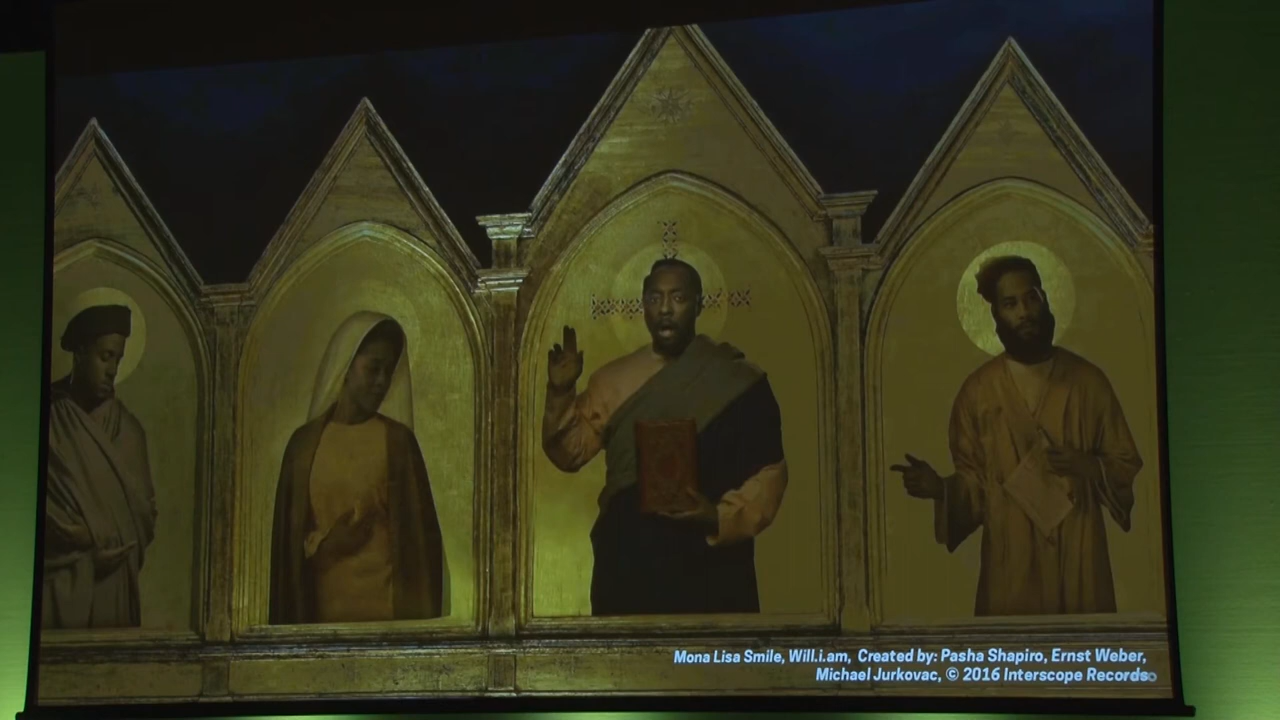 Mona Lisa Smile, Will.i.am, Created by: Pasha Shapiro, Ernst Weber,
Michael Jurkovac, © 2016 Interscope Records